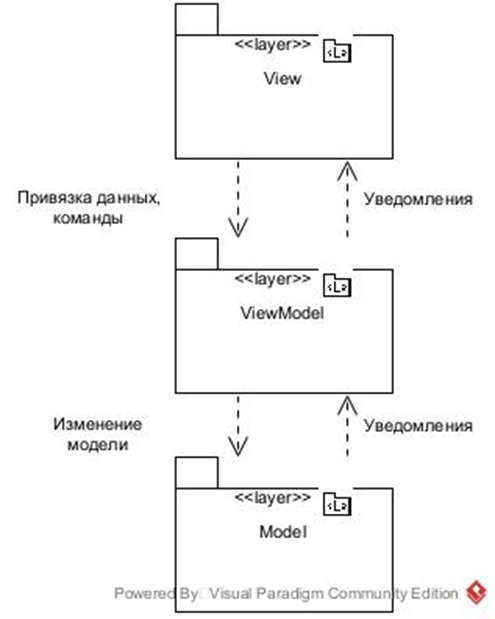 <<layer>>
<L>
View
Привязка данных,
команды
Уведомления
<<layer>>
<L>
ViewModel
Изменение
модели
Уведомления
<<layer>>
<L>
Model
Powered By Visual Paradigm Community Edition